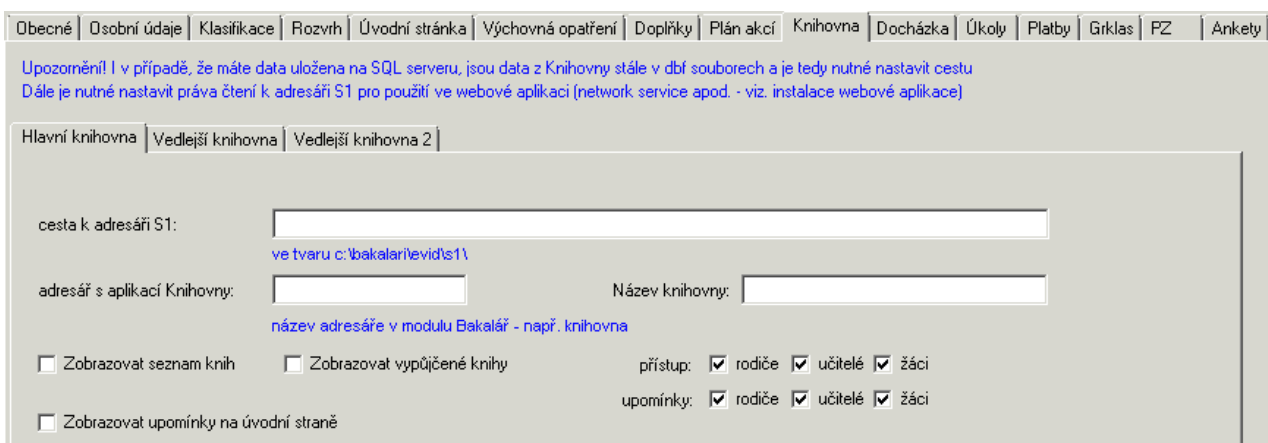 Obecné Osobní údaje Klasifikace Rozvrh Úvodní stránka Výchovná opatření Doplňky Plán akcí Knihovna Docházka Úkoly Platby Grklas PZ Ankety
Upozornění! I v případě, že máte data uložena na SQL serveru, jsou data z Knihovny stále v dbf souborech a je tedy nutné nastavit cestu
Dále je nutné nastavit práva čtení k adresáři S1 pro použití ve webové aplikaci (network service apod. - viz. instalace webové aplikace)
Hlavní knihovna Vedlejší knihovna Vedlejší knihovna 2
cesta k adresáři S1:
ve tvaru c:\bakalari\evid\s1\
adresář s aplikací Knihovny: Název knihovny:
název adresáře v modulu Bakalář - např. knihovna
Zobrazovat seznam knih Zobrazovat vypůjčené knihy přístup: rodiče učitelé žáci
upomínky: rodiče učitelé žáci
Zobrazovat upomínky na úvodní straně